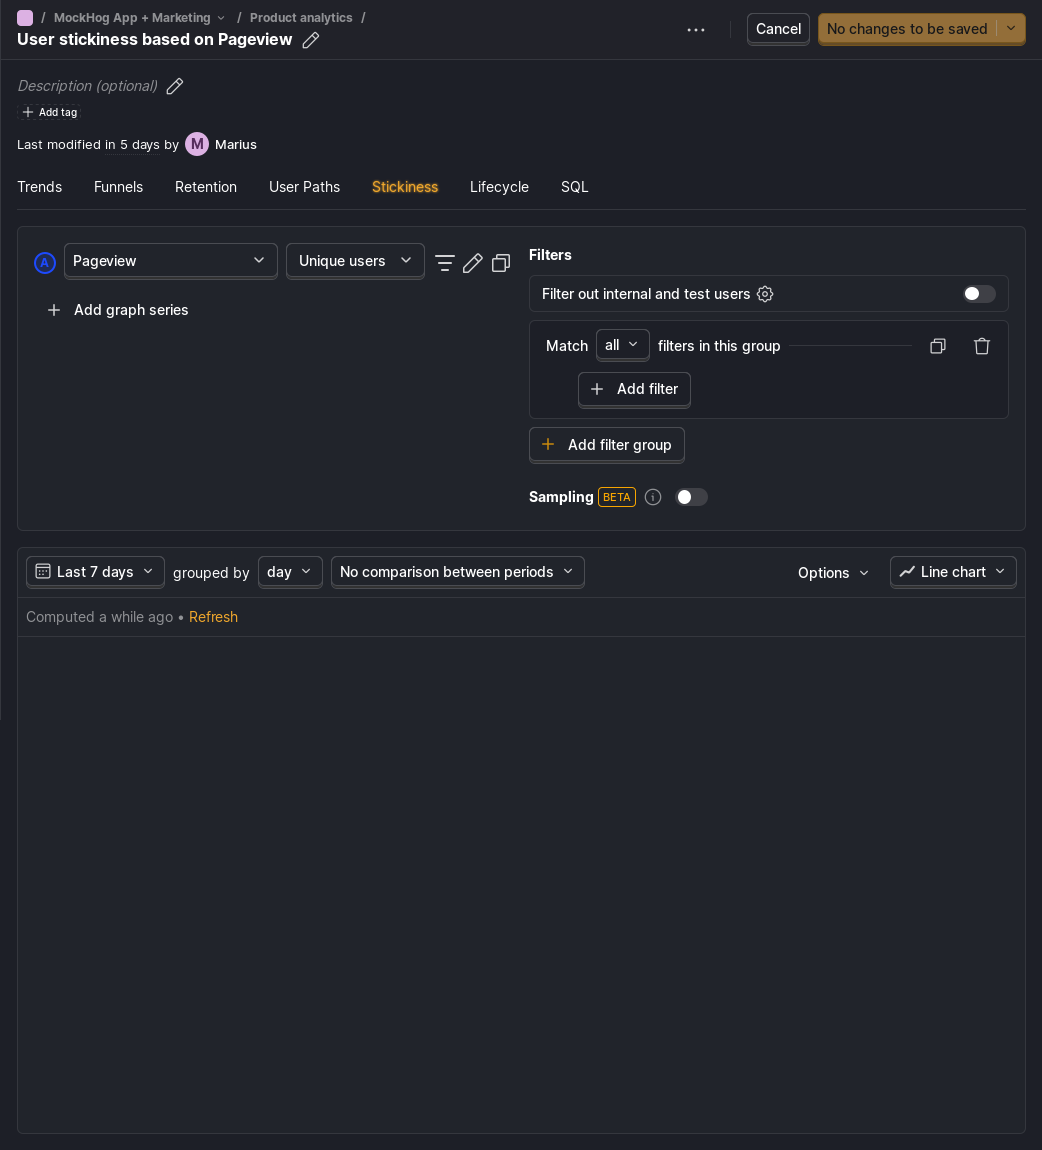 / MockHog App + Marketing / Product analytics /
User stickiness based on Pageview
Cancel
No changes to be saved
Description (optional)
Add tag
Last modified in 5 days by M Marius
Trends Funnels Retention User Paths Stickiness Lifecycle SQL
A Pageview Unique users
Add graph series
Filters
Filter out internal and test users
Match all filters in this group
Add filter
Add filter group
Sampling BETA
Last 7 days grouped by day No comparison between periods Options Line chart
Computed a while ago • Refresh